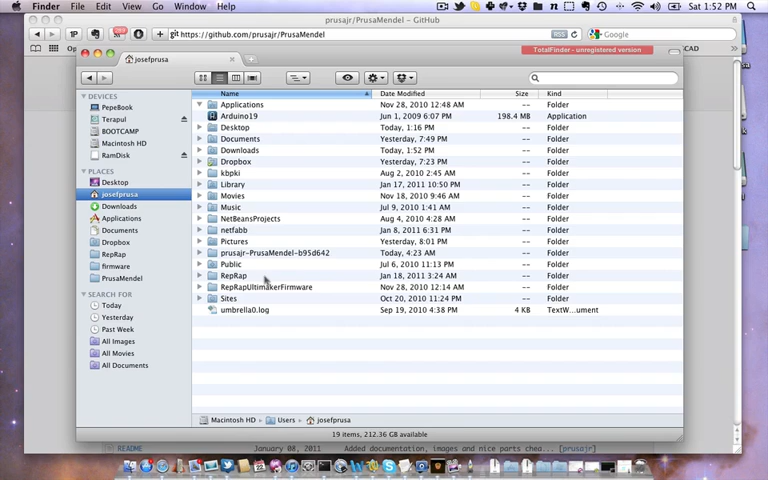 Finder File Edit View Go Window Help
Sat 1:52 PM
prusajr/PrusaMendel - GitHub
github.com/prusajr/PrusaMendel
RSS
Google
TotalFinder - unregistered version
CAD
josefprusa
Name Date Modified Size Kind
DEVICES
PepeBook
Terapul
BOOTCAMP
Macintosh HD
RamDisk
PLACES
Desktop
josefprusa
Downloads
Applications
Documents
Dropbox
RepRap
firmware
PrusaMendel
SEARCH FOR
Today
Yesterday
Past Week
All Images
All Movies
All Documents
Applications Nov 28, 2010 12:48 AM -- Folder
Arduino19 Jun 1, 2009 6:07 PM 198.4 MB Application
Desktop Today, 1:16 PM -- Folder
Documents Yesterday, 7:49 PM -- Folder
Downloads Today, 1:52 PM -- Folder
Dropbox Yesterday, 7:23 PM -- Folder
kbpki Aug 2, 2010 2:45 AM -- Folder
Library Jan 17, 2011 10:50 PM -- Folder
Movies Nov 18, 2010 9:46 AM -- Folder
Music Jul 9, 2010 1:41 AM -- Folder
NetBeansProjects Aug 4, 2010 4:28 AM -- Folder
netfabb Jan 8, 2011 6:31 PM -- Folder
Pictures Yesterday, 8:01 PM -- Folder
prusajr-PrusaMendel-b95d642 Today, 4:23 AM -- Folder
Public Jul 6, 2010 11:13 PM -- Folder
RepRap Jan 18, 2011 3:24 AM -- Folder
RepRapUltimakerFirmware Nov 28, 2010 12:14 AM -- Folder
Sites Oct 20, 2010 11:24 PM -- Folder
umbrella0.log Sep 19, 2010 4:38 PM 4 KB TextW...ument
Macintosh HD Users josefprusa
19 items, 212.36 GB available
README January 08, 2011 Added documentation, images and nice parts chea... [prusajr]